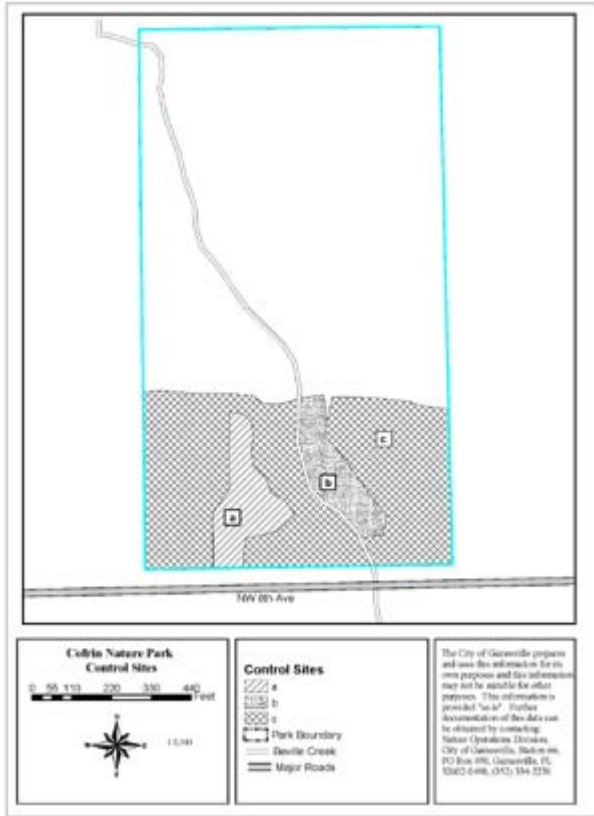 c
b
a
NW 8th Ave
Cofrin Nature Park
Control Sites
0 55 110 220 330 440
Feet
N
Control Sites
a
b
c
Park Boundary
Beville Creek
Major Roads
The City of Gainesville prepares
and uses this information for its
own purposes and this information
may not be suitable for other
purposes. This information is
provided "as is". Further
documentation of this data can
be obtained by contacting:
Nature Operations Division,
City of Gainesville, Station 66,
PO Box 490, Gainesville, FL